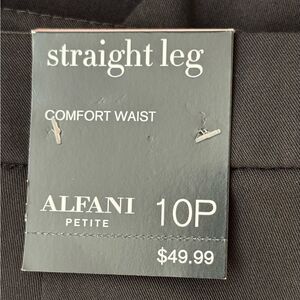 straight leg
COMFORT WAIST
ALFANI 10P
PETITE
$49.99